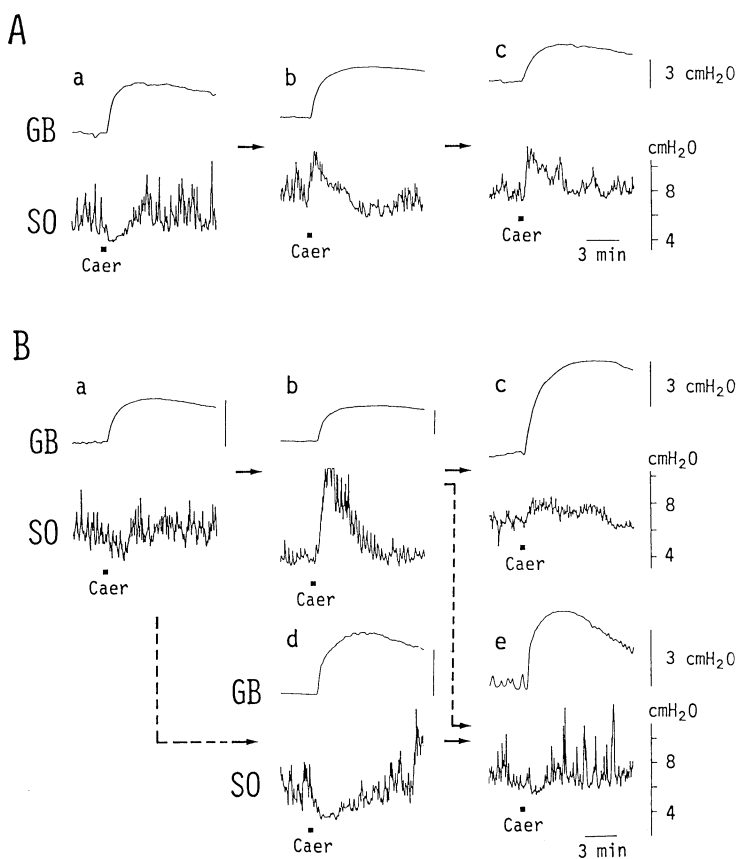 A
a
b
c
3 cmH2O
GB
cmH2O
8
SO
4
Caer
Caer
Caer
3 min
B
a
b
c
3 cmH2O
GB
cmH2O
8
SO
4
Caer
Caer
Caer
d
e
GB
3 cmH2O
cmH2O
8
SO
4
Caer
Caer
3 min